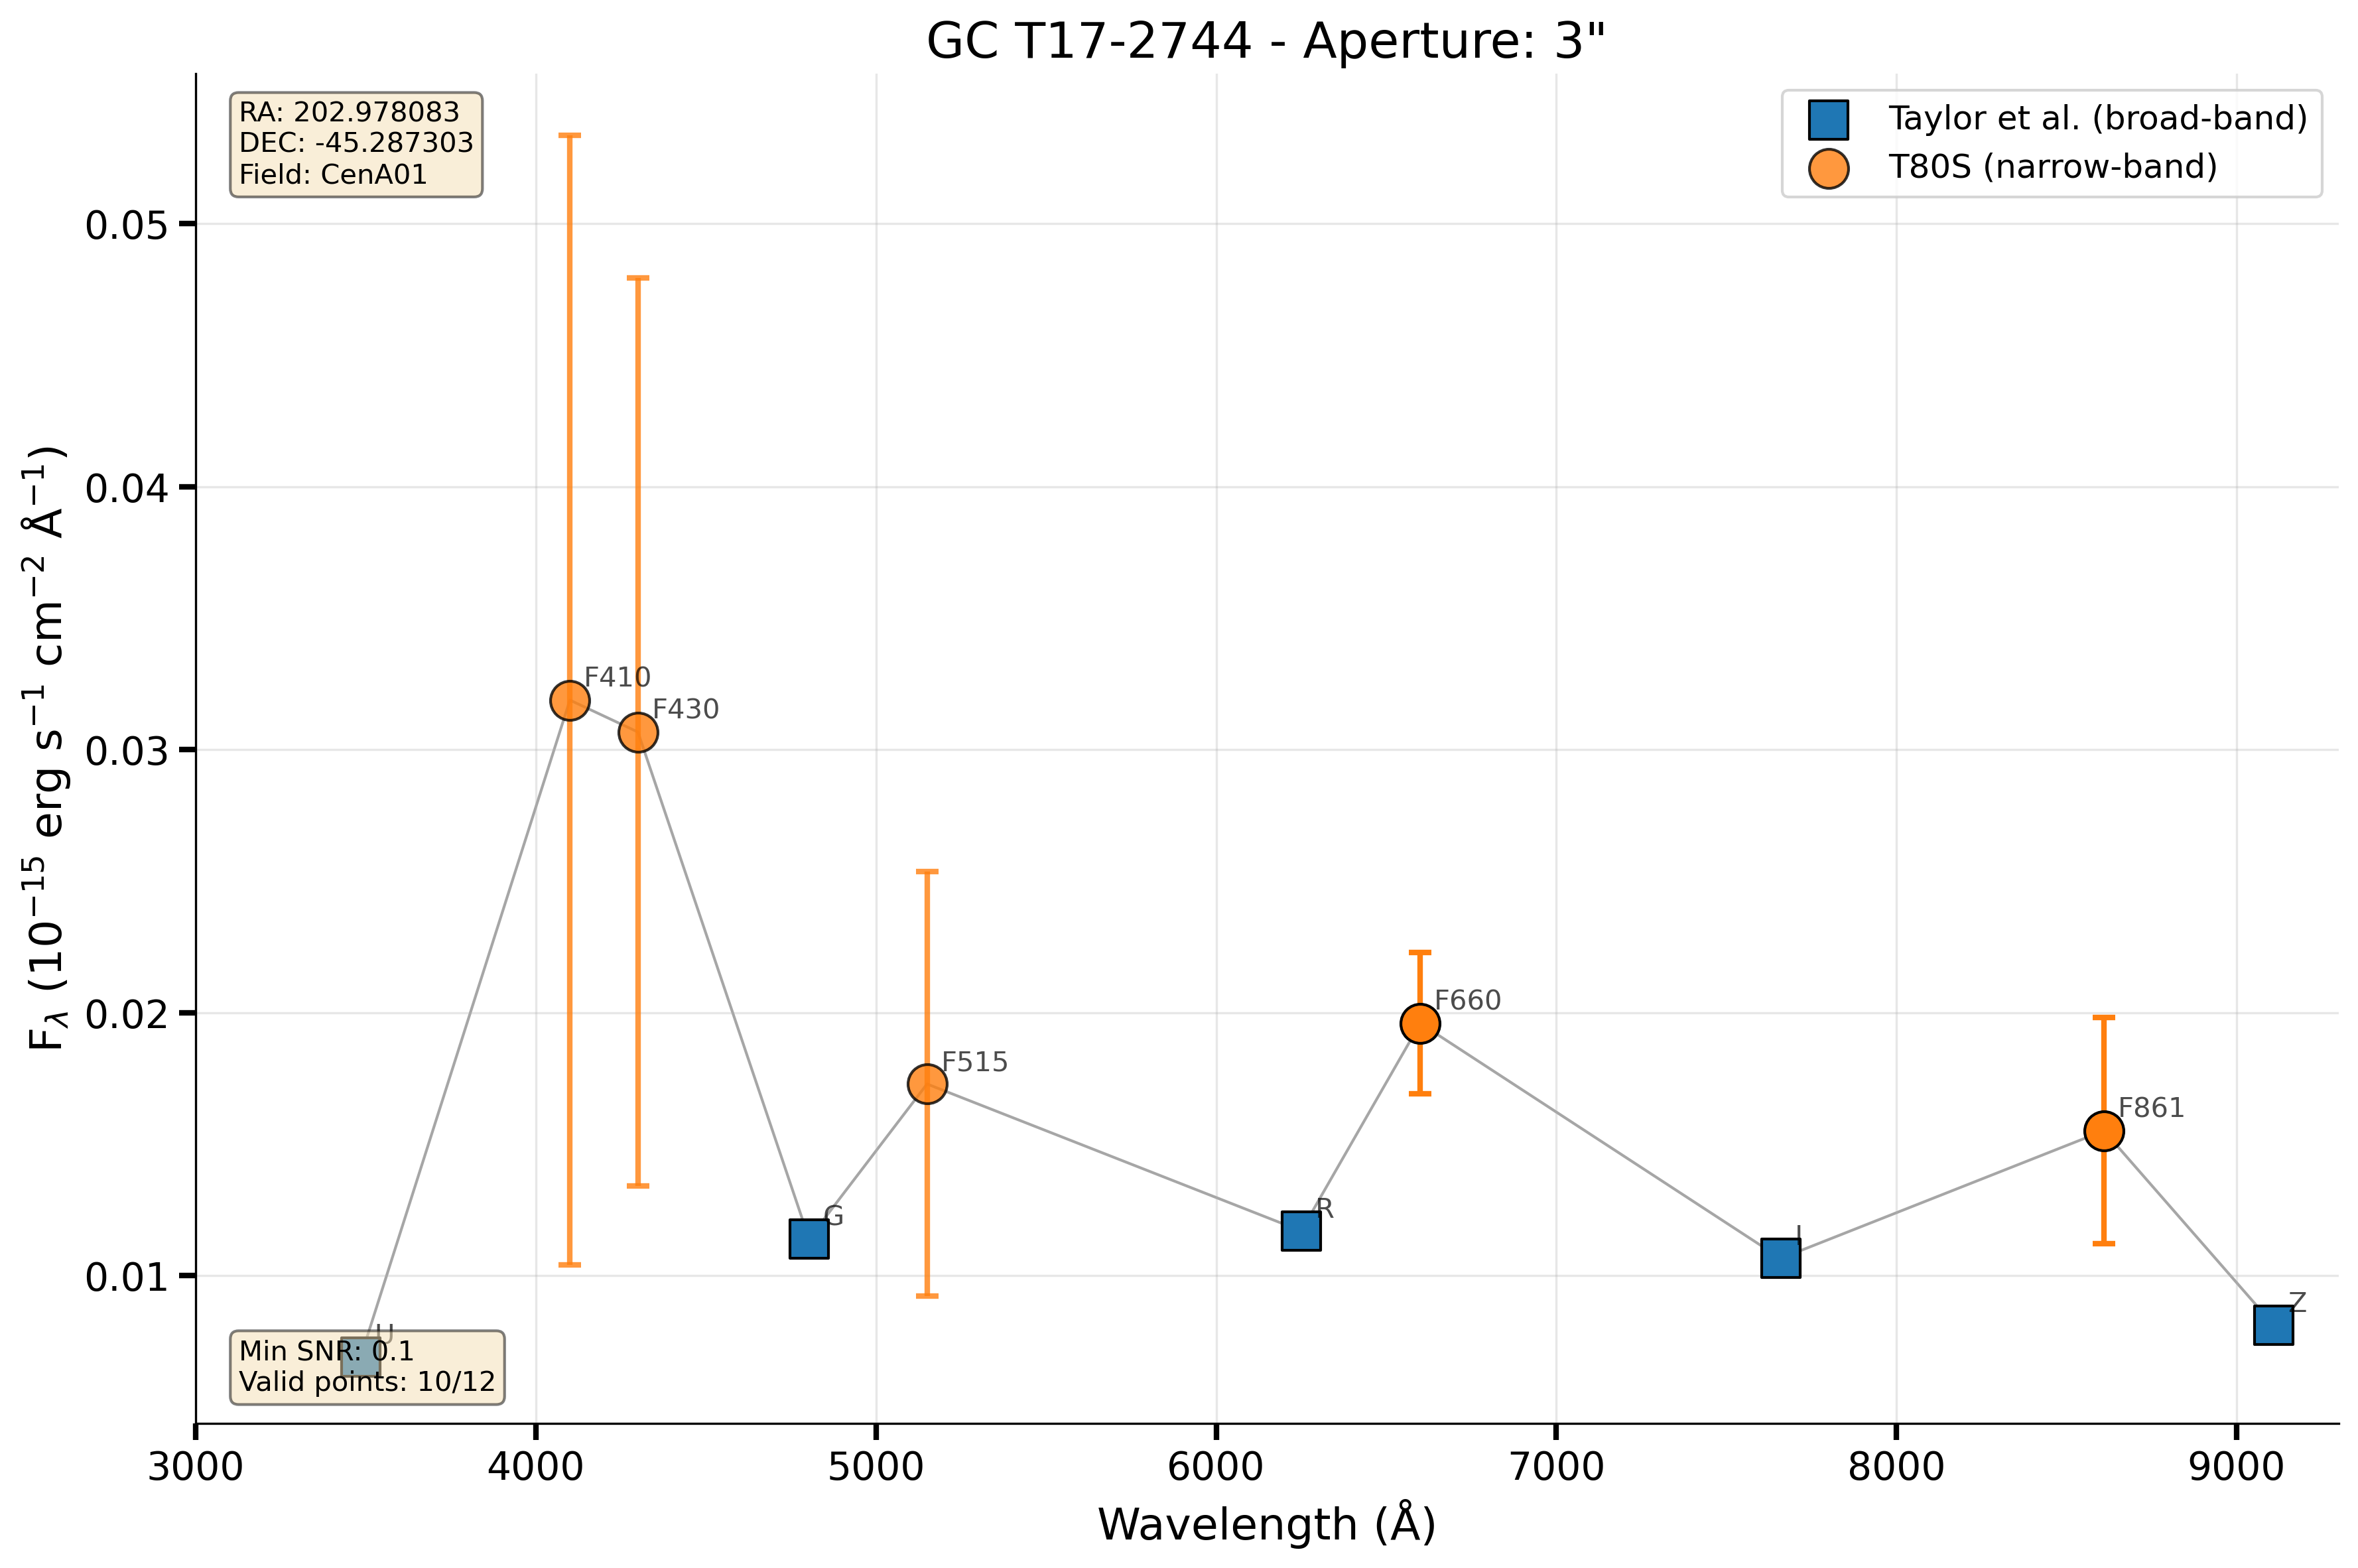 GC T17-2744 - Aperture: 3"
RA: 202.978083
DEC: -45.287303
Field: CenA01
Taylor et al. (broad-band)
T80S (narrow-band)
F_λ (10⁻¹⁵ erg s⁻¹ cm⁻² Å⁻¹)
0.05
0.04
0.03
0.02
0.01
F410
F430
F515
F660
F861
U
G
R
I
Z
Min SNR: 0.1
Valid points: 10/12
3000 4000 5000 6000 7000 8000 9000
Wavelength (Å)